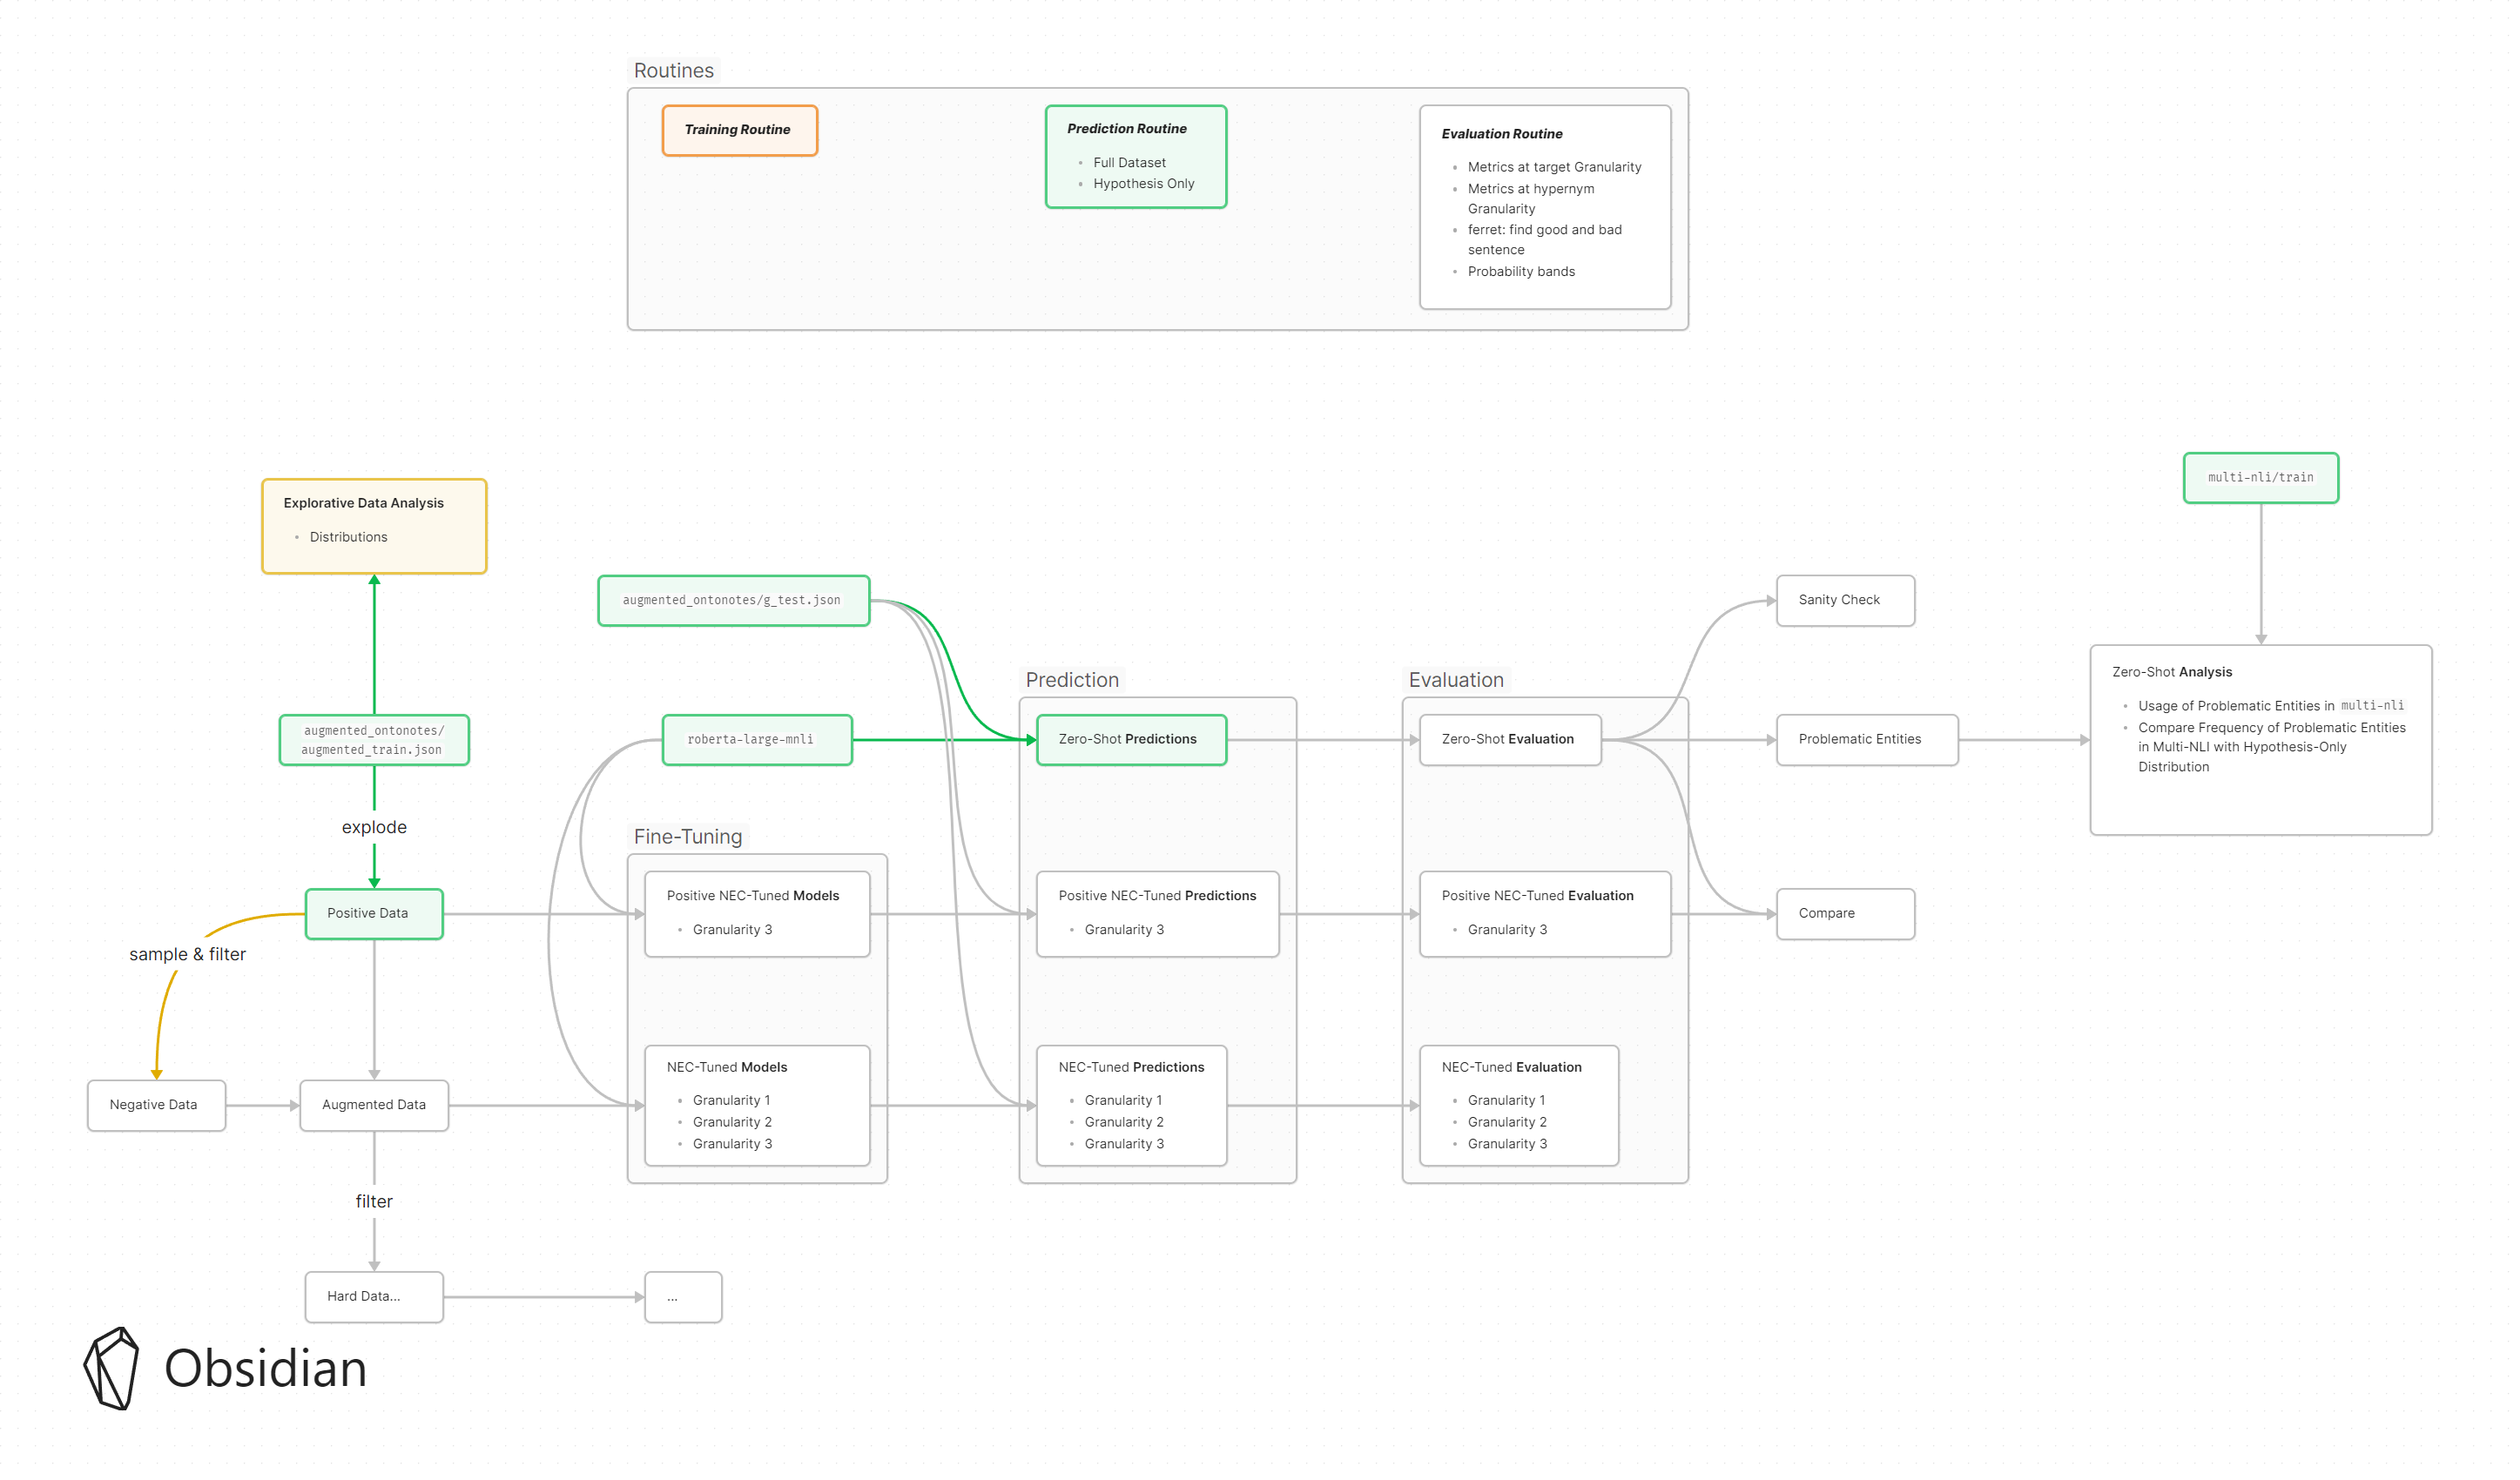 Routines
Training Routine
Prediction Routine
Full Dataset
Hypothesis Only
Evaluation Routine
Metrics at target Granularity
Metrics at hypernym
Granularity
ferret: find good and bad
sentence
Probability bands
Explorative Data Analysis
Distributions
augmented_ontonotes/
augmented_train.json
explode
Positive Data
sample & filter
Negative Data
Augmented Data
filter
Hard Data...
...
augmented_ontonotes/g_test.json
roberta-large-mnli
Fine-Tuning
Positive NEC-Tuned Models
Granularity 3
NEC-Tuned Models
Granularity 1
Granularity 2
Granularity 3
Prediction
Zero-Shot Predictions
Positive NEC-Tuned Predictions
Granularity 3
NEC-Tuned Predictions
Granularity 1
Granularity 2
Granularity 3
Evaluation
Zero-Shot Evaluation
Positive NEC-Tuned Evaluation
Granularity 3
NEC-Tuned Evaluation
Granularity 1
Granularity 2
Granularity 3
Sanity Check
Problematic Entities
Compare
multi-nli/train
Zero-Shot Analysis
Usage of Problematic Entities in multi-nli
Compare Frequency of Problematic Entities
in Multi-NLI with Hypothesis-Only
Distribution
Obsidian